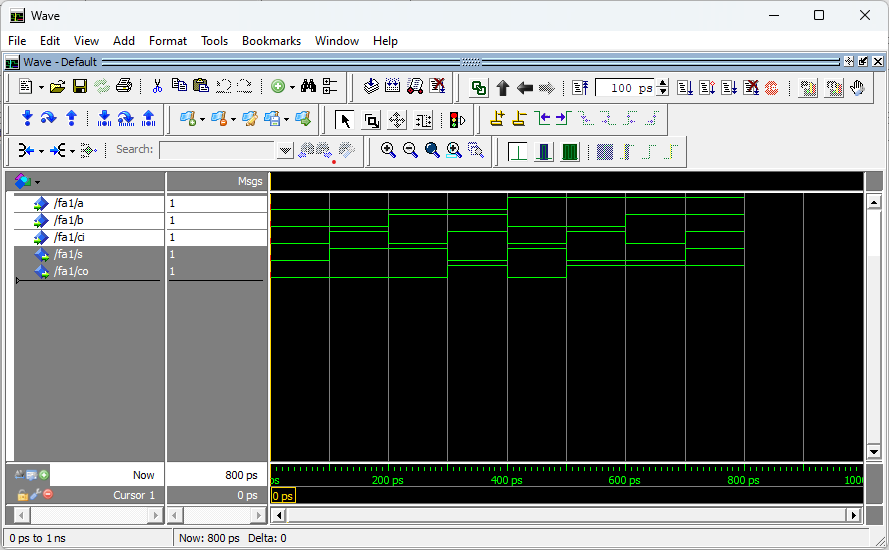 Wave
File Edit View Add Format Tools Bookmarks Window Help
Wave - Default
100 ps
Search:
Msgs
/fa1/a 1
/fa1/b 1
/fa1/ci 1
/fa1/s 1
/fa1/co 1
Now 800 ps
ps 200 ps 400 ps 600 ps 800 ps 1000
Cursor 1 0 ps 0 ps
0 ps to 1 ns Now: 800 ps Delta: 0